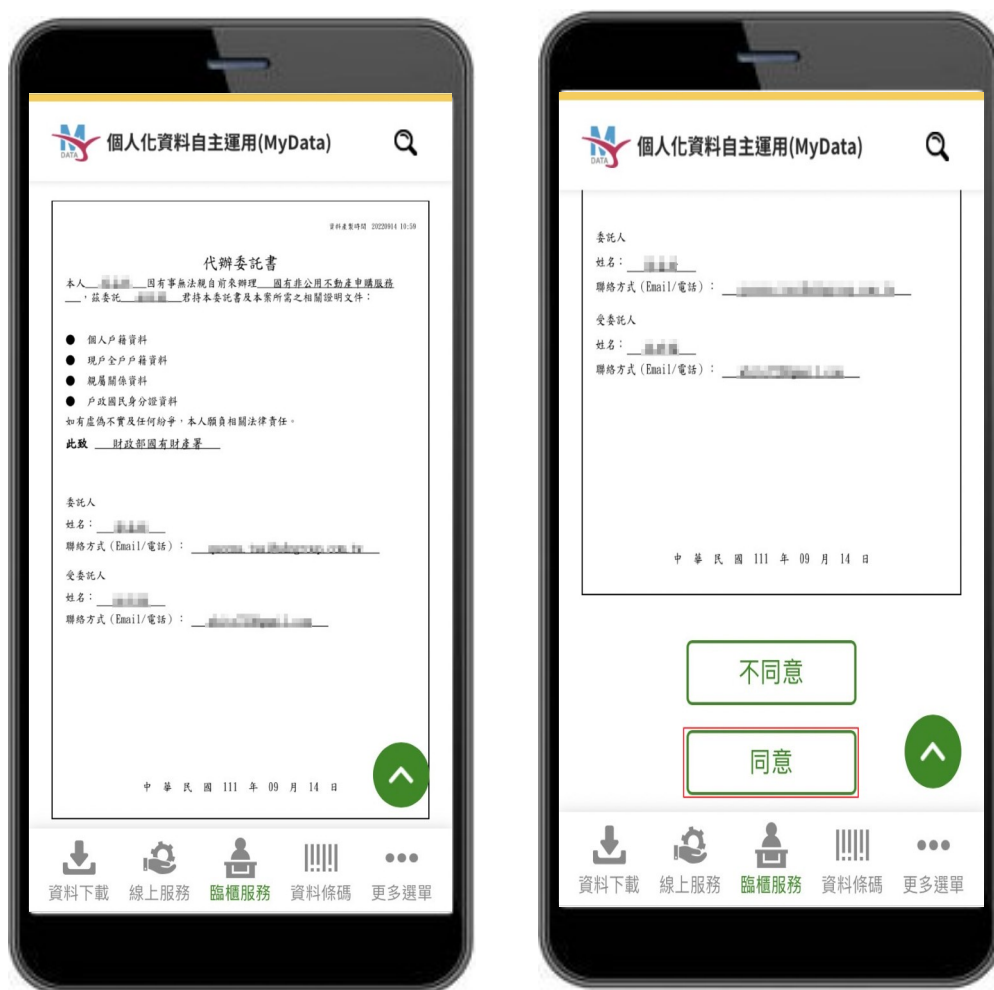 MY
DATA
個人化資料自主運用(MyData)
資料產製時間 20220914 10:59
代辦委託書
本人 因有事無法親自前來辦理 國有非公用不動產申購服務
,茲委託 君持本委託書及本案所需之相關證明文件:
● 個人戶籍資料
● 現戶全戶戶籍資料
● 親屬關係資料
● 戶政國民身分證資料
如有虛偽不實及任何紛爭,本人願負相關法律責任。
此致 財政部國有財產署
委託人
姓名:
聯絡方式(Email/電話):
受委託人
姓名:
聯絡方式(Email/電話):
中 華 民 國 111 年 09 月 14 日
資料下載 線上服務 臨櫃服務 資料條碼 更多選單
MY
DATA
個人化資料自主運用(MyData)
委託人
姓名:
聯絡方式(Email/電話):
受委託人
姓名:
聯絡方式(Email/電話):
中 華 民 國 111 年 09 月 14 日
不同意
同意
資料下載 線上服務 臨櫃服務 資料條碼 更多選單